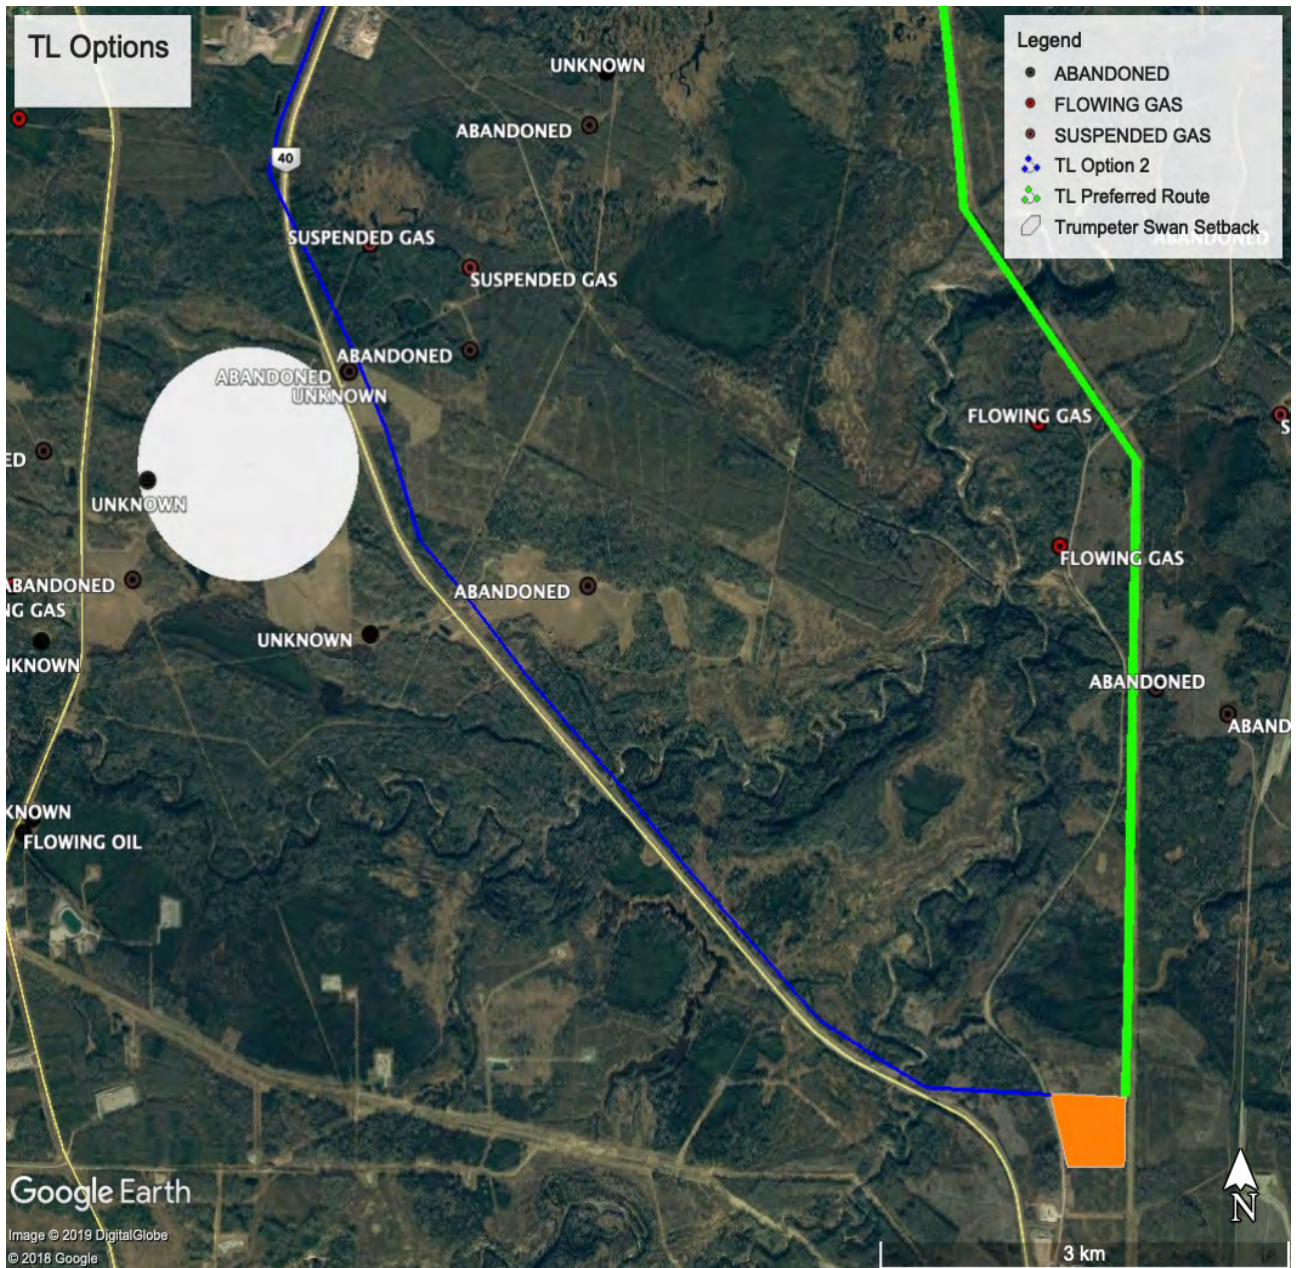 TL Options
Legend
ABANDONED
FLOWING GAS
SUSPENDED GAS
TL Option 2
TL Preferred Route
Trumpeter Swan Setback
UNKNOWN
ABANDONED
40
ABANDONED
SUSPENDED GAS
SUSPENDED GAS
ABANDONED
ABANDONED
UNKNOWN
FLOWING GAS
S
ED
UNKNOWN
FLOWING GAS
ABANDONED
ABANDONED
NG GAS
UNKNOWN
NKNOWN
ABANDONED
ABAND
KNOWN
FLOWING OIL
Google Earth
N
Image © 2019 DigitalGlobe
© 2018 Google
3 km